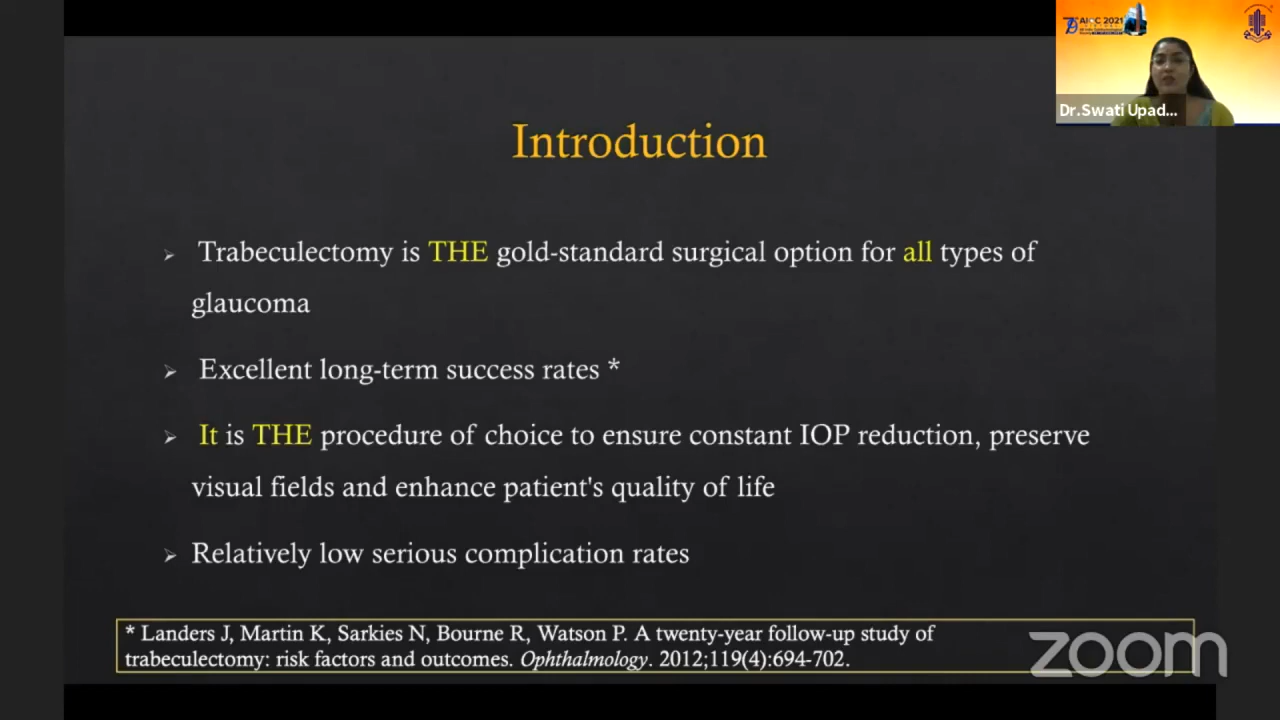 AIOC 2021
Dr.Swati Upad...
Introduction
Trabeculectomy is THE gold-standard surgical option for all types of
glaucoma
Excellent long-term success rates *
It is THE procedure of choice to ensure constant IOP reduction, preserve
visual fields and enhance patient's quality of life
Relatively low serious complication rates
* Landers J, Martin K, Sarkies N, Bourne R, Watson P. A twenty-year follow-up study of
trabeculectomy: risk factors and outcomes. Ophthalmology. 2012;119(4):694-702.
zoom